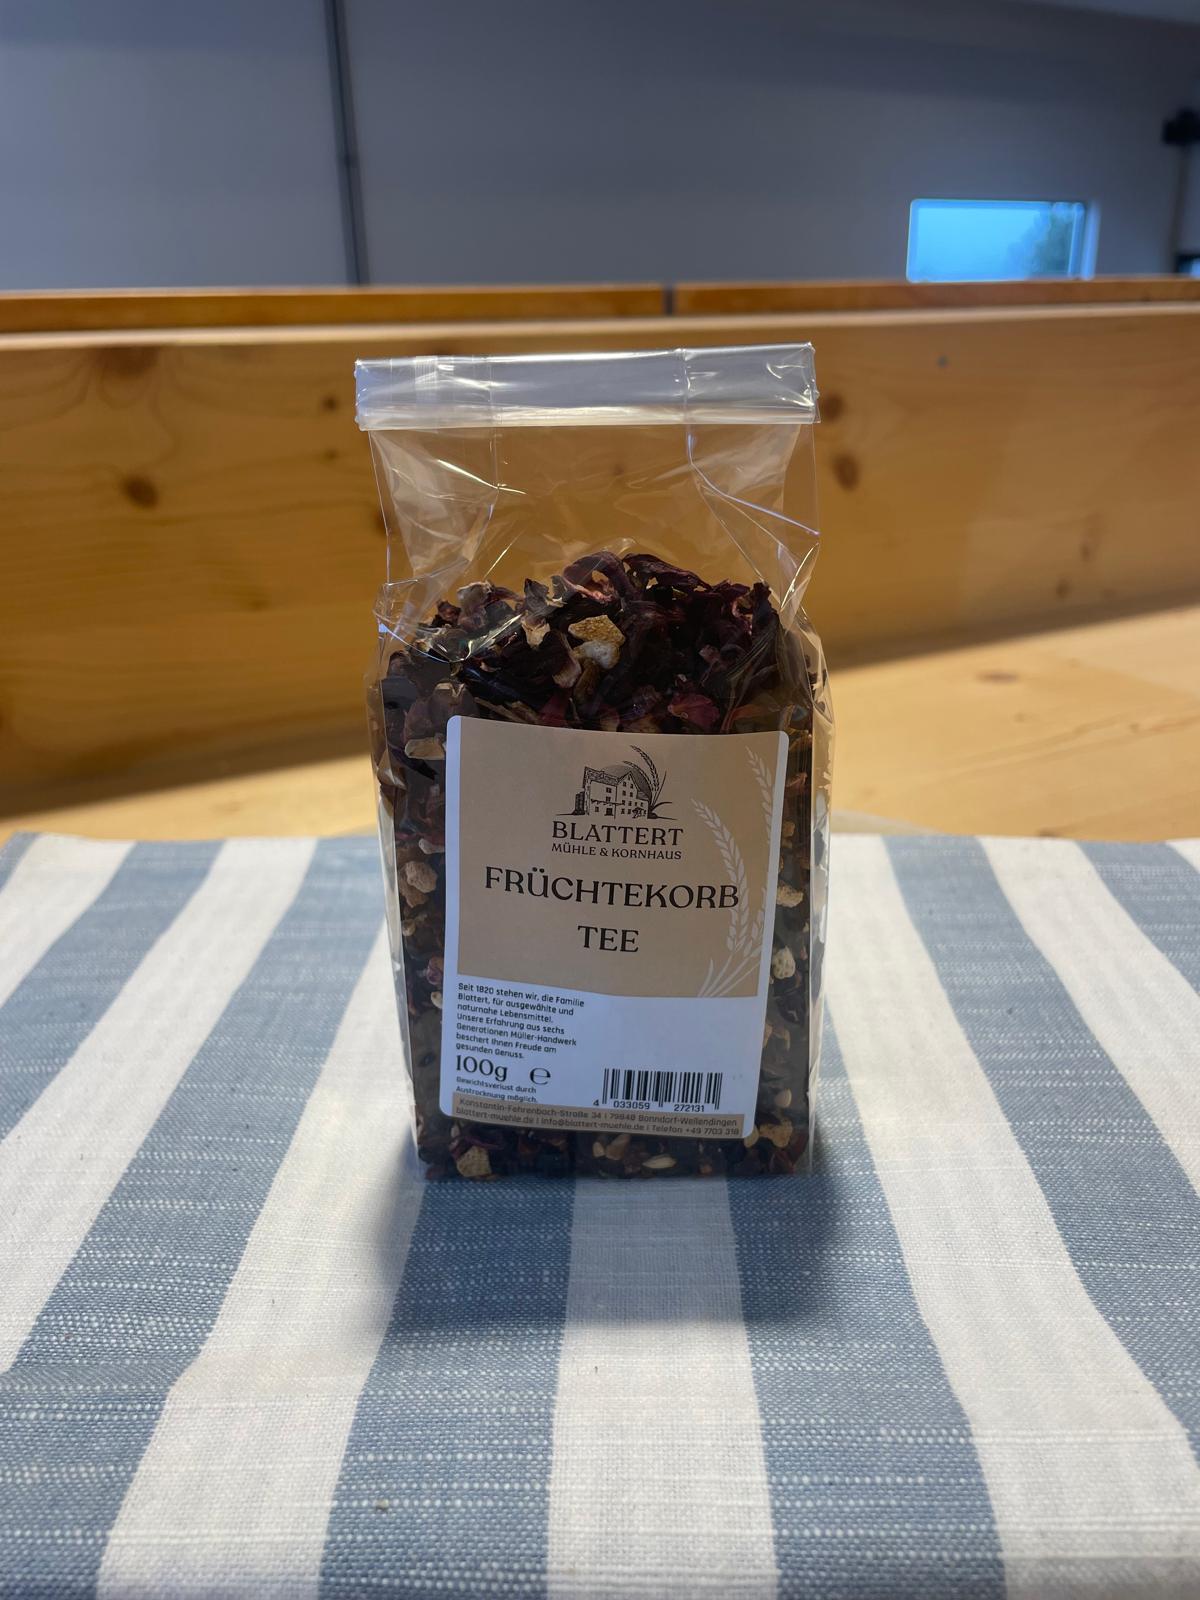 BLATTERT
MÜHLE & KORNHAUS
FRÜCHTEKORB
TEE
Seit 1820 stehen wir, die Familie
Blattert, für ausgewählte und
naturnahe Lebensmittel.
Unsere Erfahrung aus sechs
Generationen Müller-Handwerk
beschert Ihnen Freude am
gesunden Genuss.
100g ℮
Gewichtsverlust durch
Austrocknung möglich.
4 033059 272131
Konstantin-Fehrenbach-Straße 34 | 79848 Bonndorf-Wellendingen
blattert-muehle.de | info@blattert-muehle.de | Telefon +49 7703 318